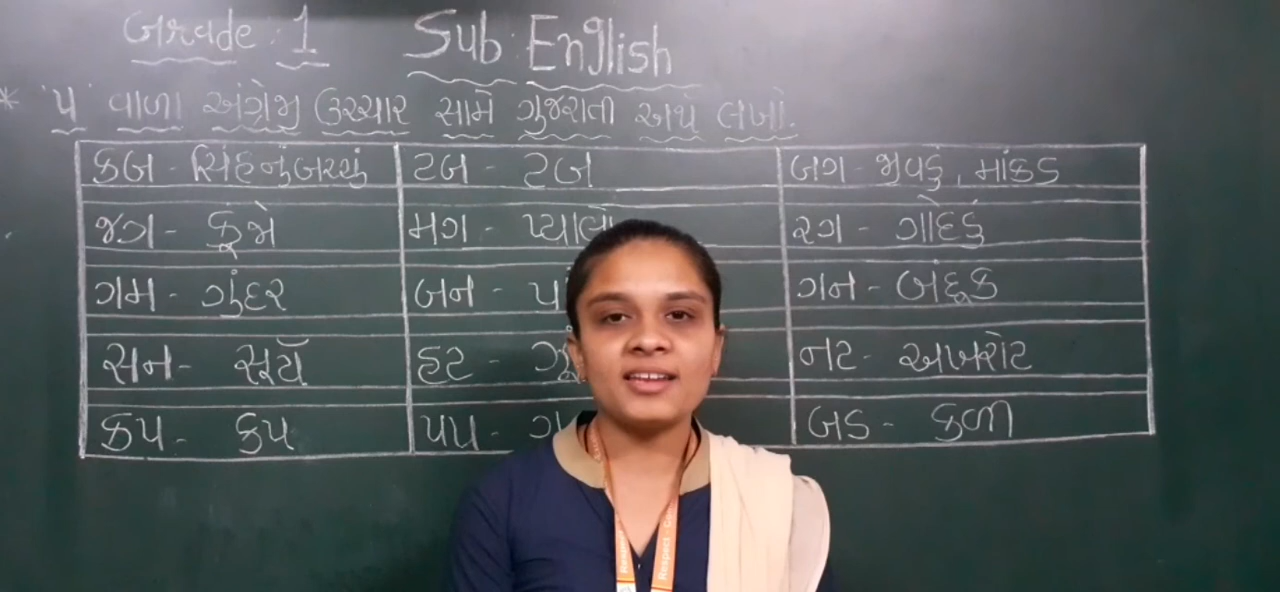 Grade : 1 Sub : English
* 'પ' વાળા અંગ્રેજી ઉચ્ચાર સામે ગુજરાતી અર્થ લખો.
કબ - સિંહનું બચ્ચું ટબ - ટબ બગ - જીવડું, માંકડ
જગ - કૂંજો મગ - પ્યાલો રગ - ગોદડું
ગમ - ગુંદર બન - ગન - બંદૂક
સન - સૂર્ય હટ - નટ - અખરોટ
કપ - કપ પપ - બડ - કળી
Respect